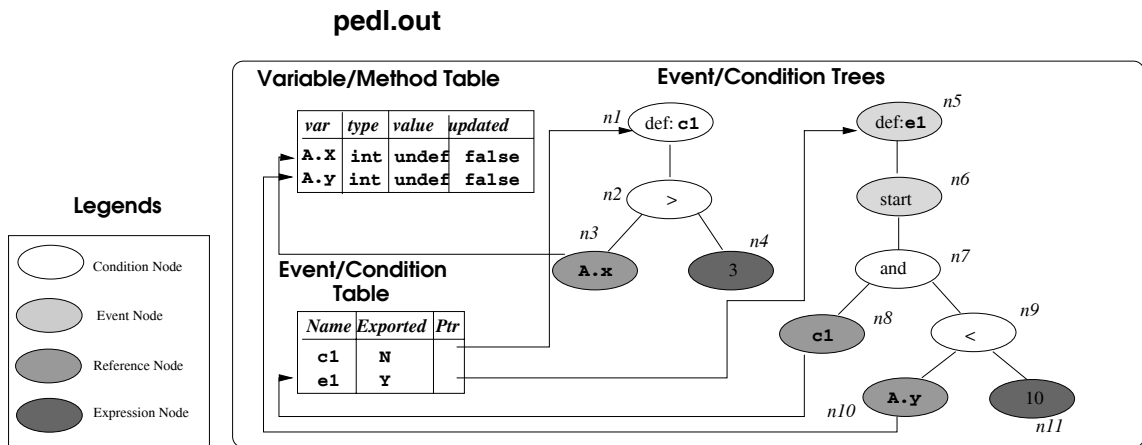 pedl.out
Variable/Method Table
var type value updated
A.X int undef false
A.y int undef false
Event/Condition Trees
n1
def: c1
n2
>
n3
A.x
n4
3
n5
def:e1
n6
start
n7
and
n8
c1
n9
<
n10
A.y
10
n11
Event/Condition
Table
Name Exported Ptr
c1 N
e1 Y
Legends
Condition Node
Event Node
Reference Node
Expression Node